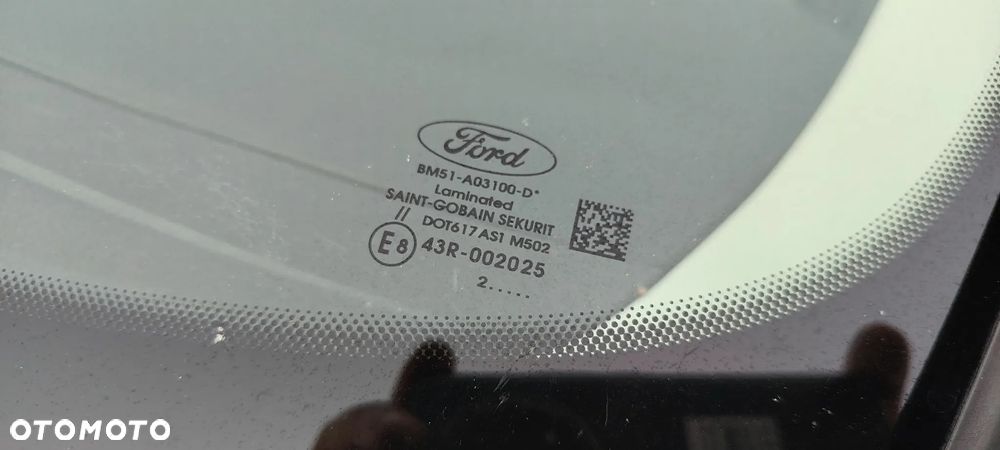 Ford
BM51-A03100-D*
Laminated
SAINT-GOBAIN SEKURIT
// DOT617 AS1 M502
E8 43R-002025
2.....
OTOMOTO